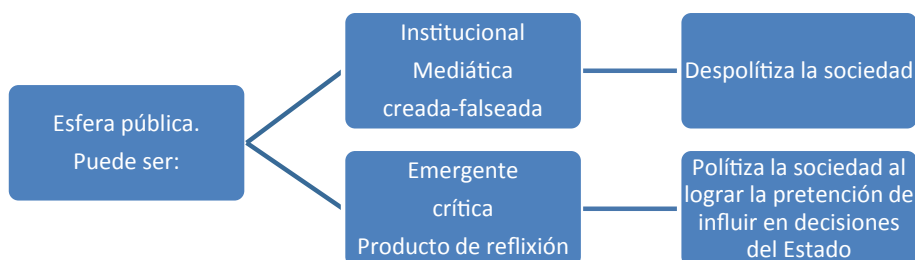 Esfera pública.
Puede ser:
Institucional
Mediática
creada-falseada
Despolítiza la sociedad
Emergente
crítica
Producto de reflixión
Polítiza la sociedad al
lograr la pretención de
influir en decisiones
del Estado